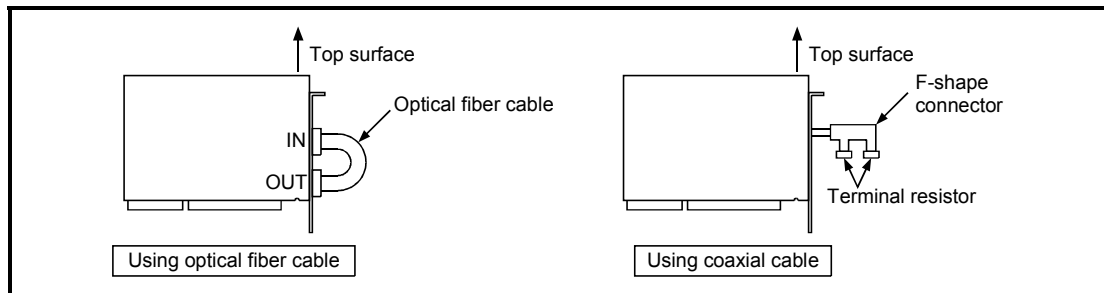 Top surface
Optical fiber cable
IN
OUT
Using optical fiber cable
Top surface
F-shape
connector
Terminal resistor
Using coaxial cable